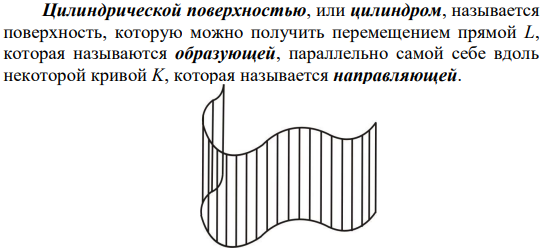 Цилиндрической поверхностью, или цилиндром, называется
поверхность, которую можно получить перемещением прямой L,
которая называются образующей, параллельно самой себе вдоль
некоторой кривой K, которая называется направляющей.